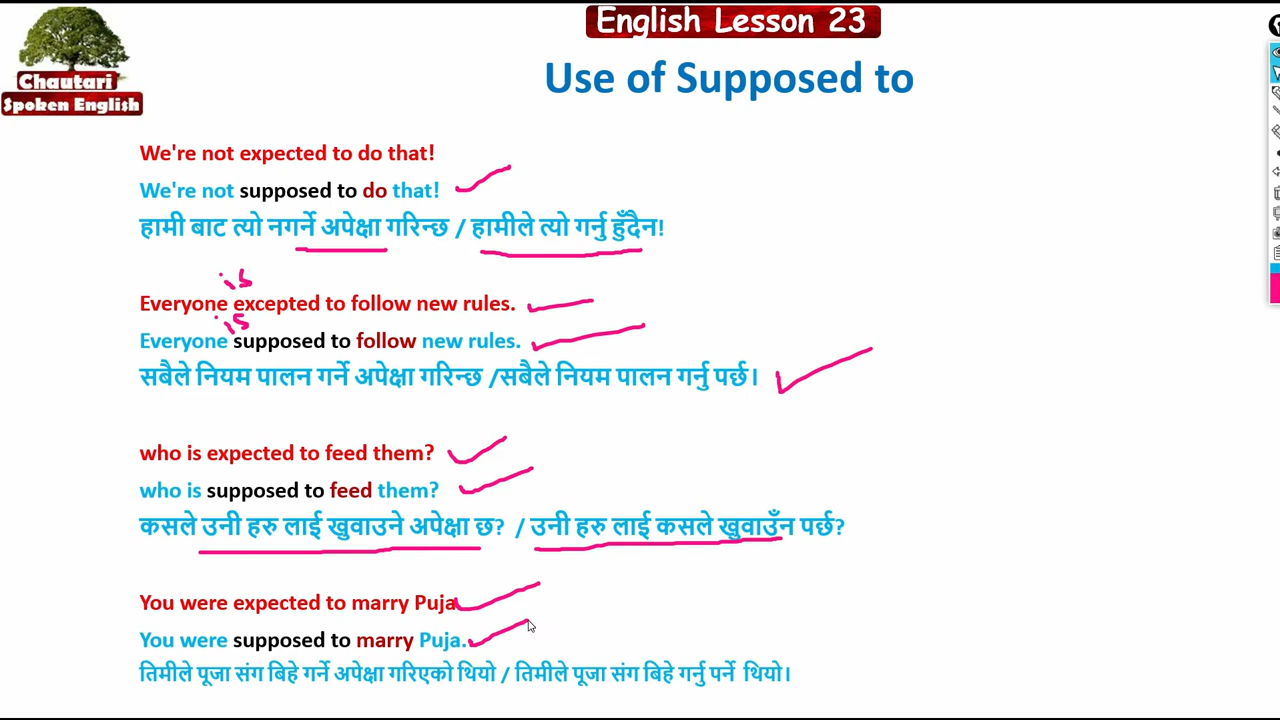 English Lesson 23
Chautari
Spoken English
Use of Supposed to
We're not expected to do that!
We're not supposed to do that!
हामी बाट त्यो नगर्ने अपेक्षा गरिन्छ / हामीले त्यो गर्नु हुँदैन!
is
Everyone excepted to follow new rules.
is
Everyone supposed to follow new rules.
सबैले नियम पालन गर्ने अपेक्षा गरिन्छ /सबैले नियम पालन गर्नु पर्छ।
who is expected to feed them?
who is supposed to feed them?
कसले उनी हरु लाई खुवाउने अपेक्षा छ? / उनी हरु लाई कसले खुवाउँन पर्छ?
You were expected to marry Puja
You were supposed to marry Puja.
तिमीले पूजा संग बिहे गर्ने अपेक्षा गरिएको थियो / तिमीले पूजा संग बिहे गर्नु पर्ने थियो।